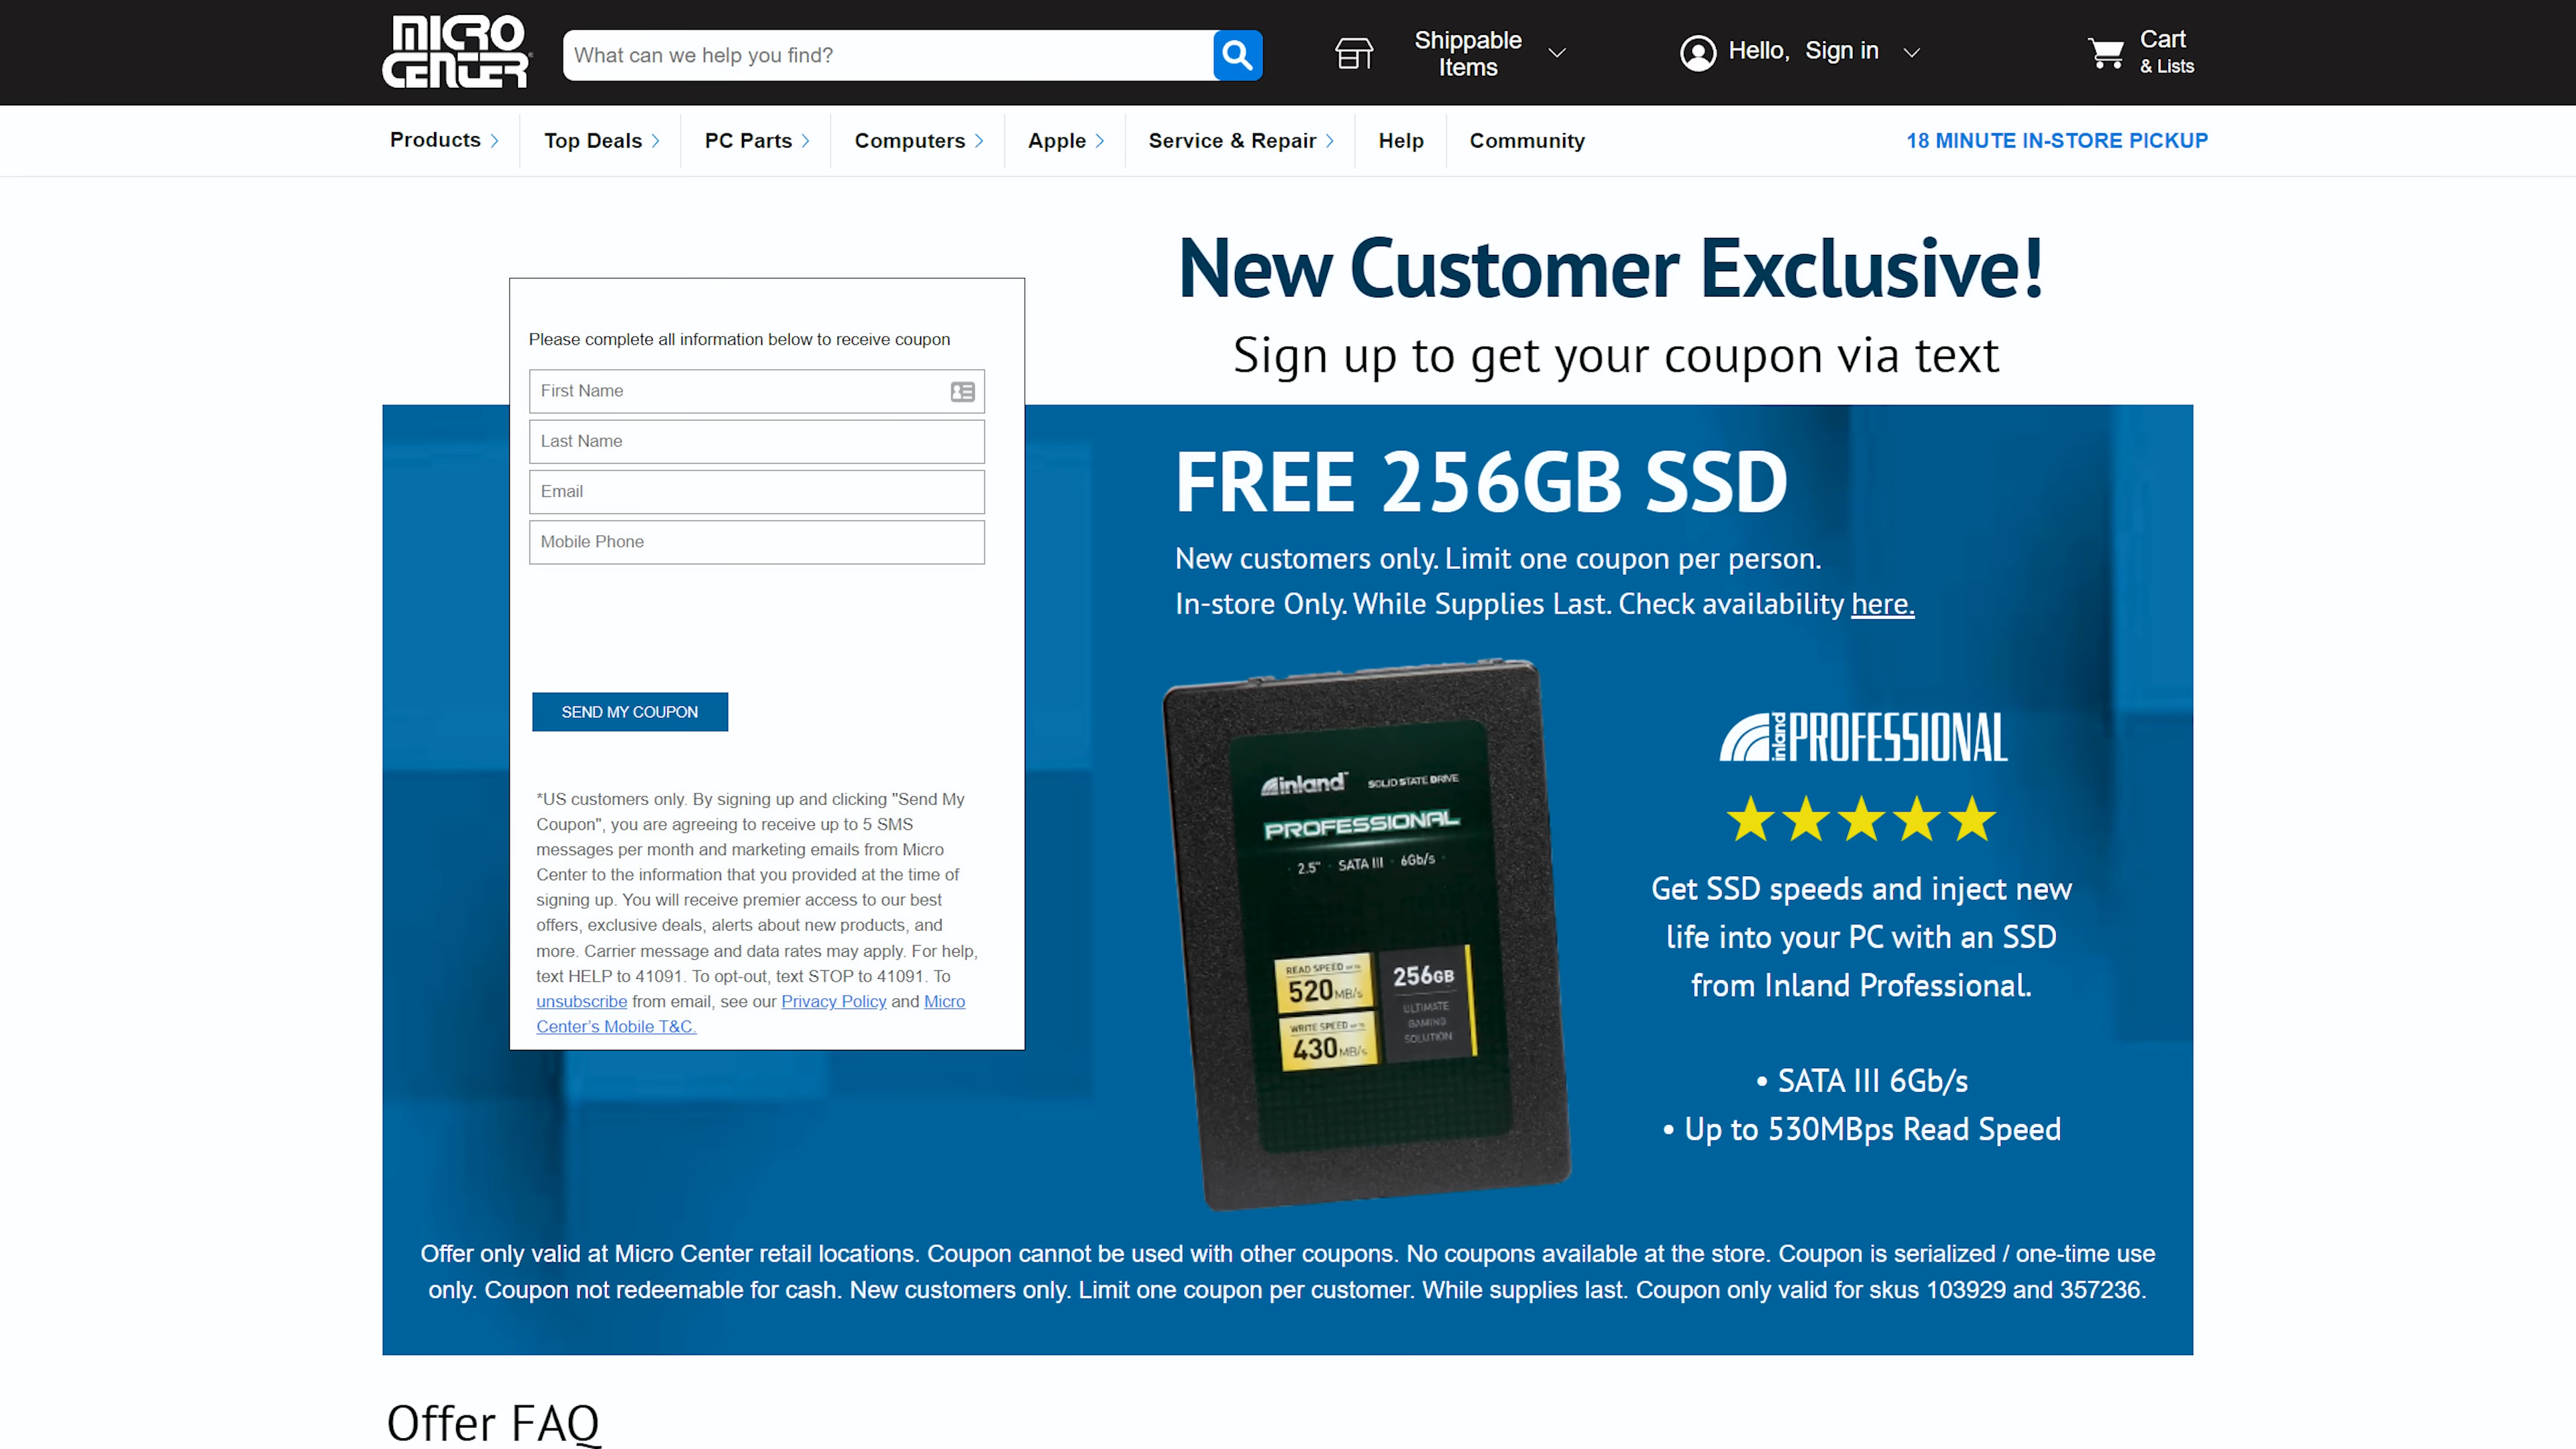 MICRO CENTER
What can we help you find?
Shippable Items
Hello, Sign in
Cart & Lists
Products
Top Deals
PC Parts
Computers
Apple
Service & Repair
Help
Community
18 MINUTE IN-STORE PICKUP
New Customer Exclusive!
Sign up to get your coupon via text
Please complete all information below to receive coupon
First Name
Last Name
Email
Mobile Phone
SEND MY COUPON
*US customers only. By signing up and clicking "Send My
Coupon", you are agreeing to receive up to 5 SMS
messages per month and marketing emails from Micro
Center to the information that you provided at the time of
signing up. You will receive premier access to our best
offers, exclusive deals, alerts about new products, and
more. Carrier message and data rates may apply. For help,
text HELP to 41091. To opt-out, text STOP to 41091. To
unsubscribe from email, see our Privacy Policy and Micro
Center's Mobile T&C.
FREE 256GB SSD
New customers only. Limit one coupon per person.
In-store Only. While Supplies Last. Check availability here.
inland SOLID STATE DRIVE
PROFESSIONAL
2.5" · SATA III · 6Gb/s
READ SPEED UP TO
520MB/s
WRITE SPEED UP TO
430MB/s
256GB
ULTIMATE
GAMING
SOLUTION
inland PROFESSIONAL
Get SSD speeds and inject new
life into your PC with an SSD
from Inland Professional.
• SATA III 6Gb/s
• Up to 530MBps Read Speed
Offer only valid at Micro Center retail locations. Coupon cannot be used with other coupons. No coupons available at the store. Coupon is serialized / one-time use
only. Coupon not redeemable for cash. New customers only. Limit one coupon per customer. While supplies last. Coupon only valid for skus 103929 and 357236.
Offer FAQ